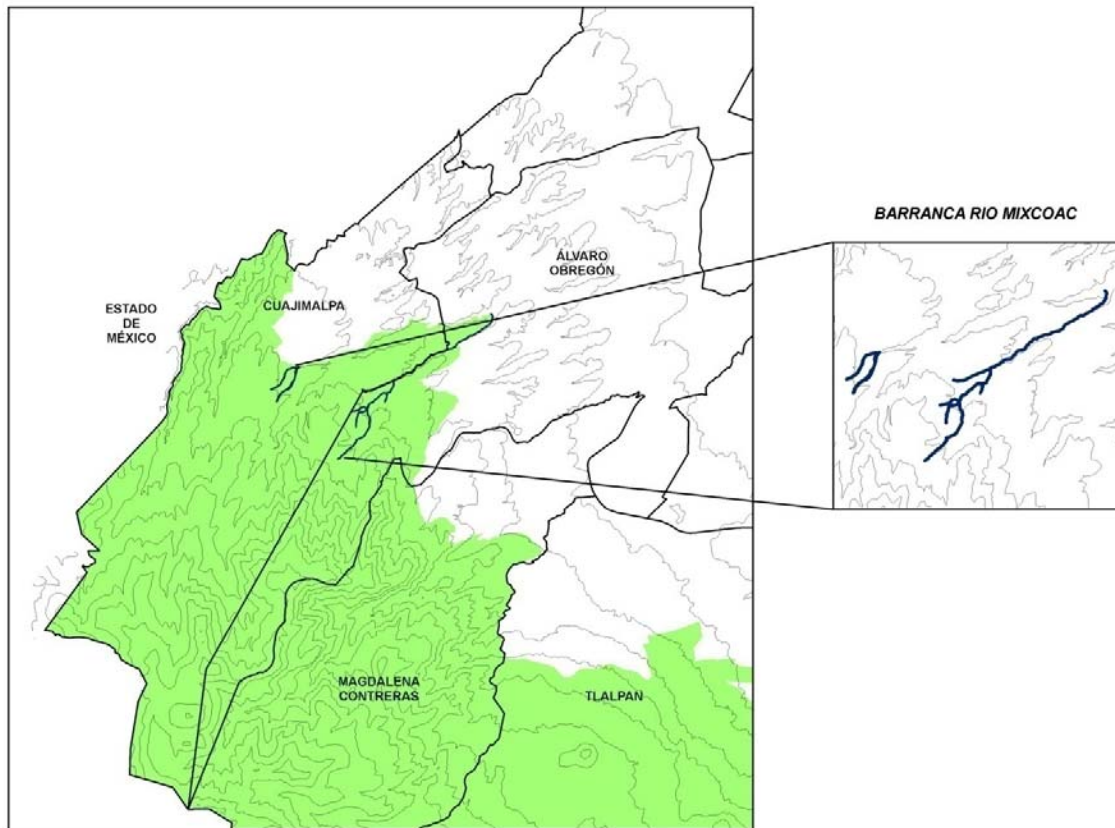 BARRANCA RIO MIXCOAC
ÁLVARO
OBREGÓN
CUAJIMALPA
ESTADO
DE
MÉXICO
MAGDALENA
CONTRERAS
TLALPAN